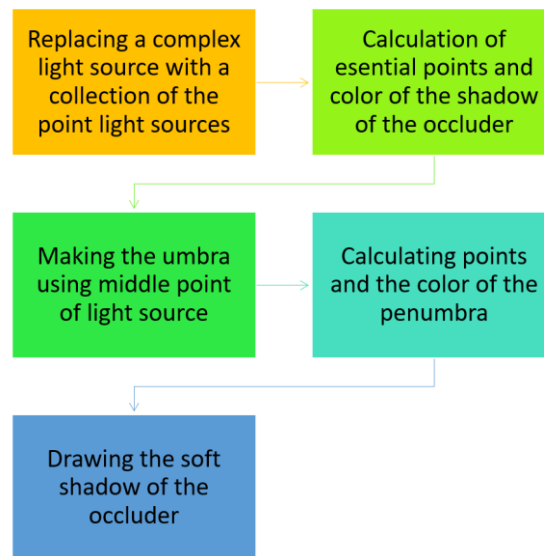 Replacing a complex
light source with a
collection of the
point light sources
Calculation of
esential points and
color of the shadow
of the occluder
Making the umbra
using middle point
of light source
Calculating points
and the color of the
penumbra
Drawing the soft
shadow of the
occluder